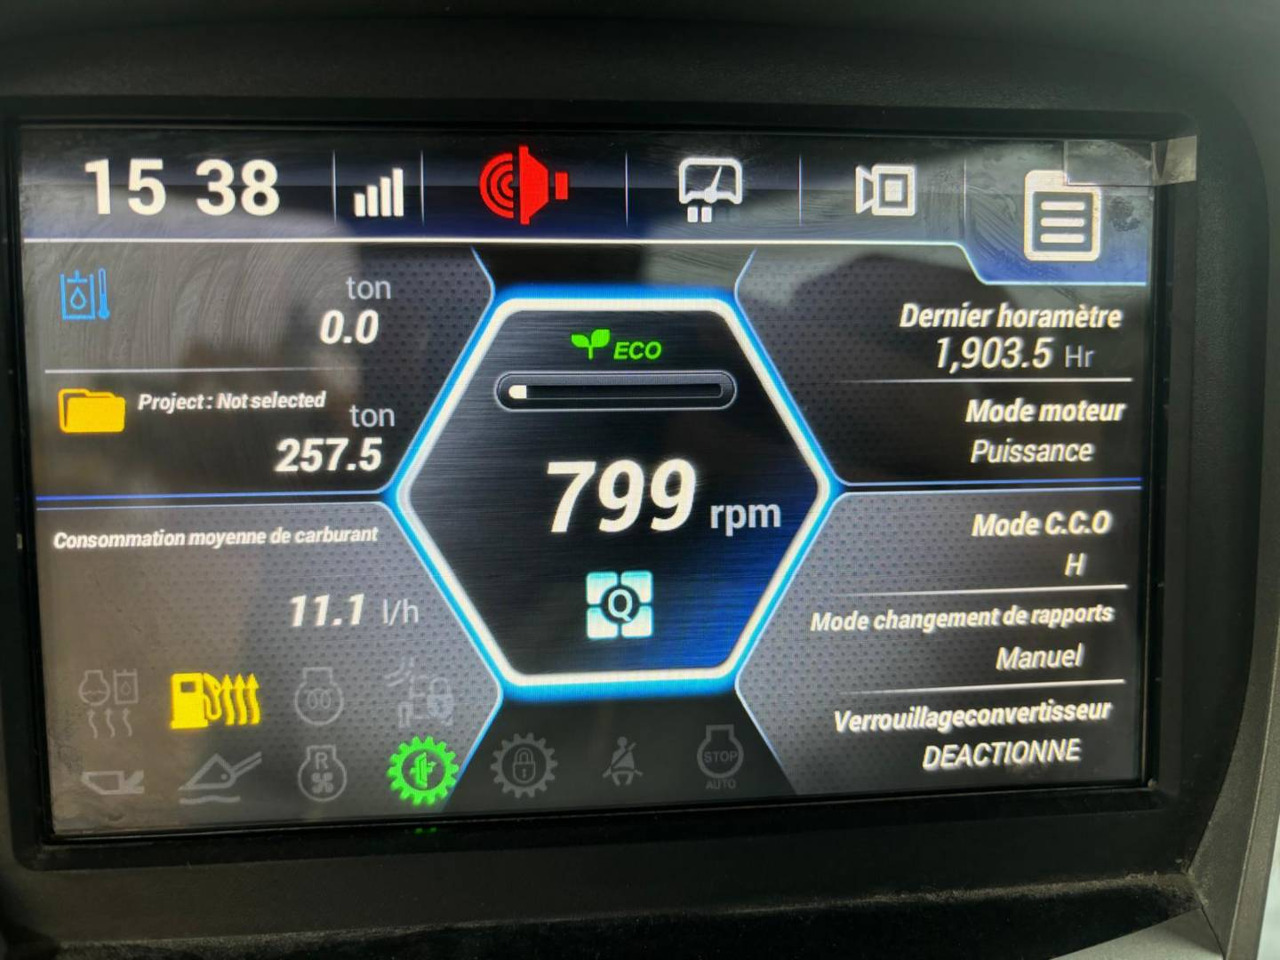 15 38
ton
0.0
Project : Not selected
ton
257.5
Consommation moyenne de carburant
11.1 l/h
ECO
799 rpm
Q
Dernier horamètre
1,903.5 Hr
Mode moteur
Puissance
Mode C.C.O
H
Mode changement de rapports
Manuel
Verrouillageconvertisseur
DEACTIONNE
R
STOP
AUTO